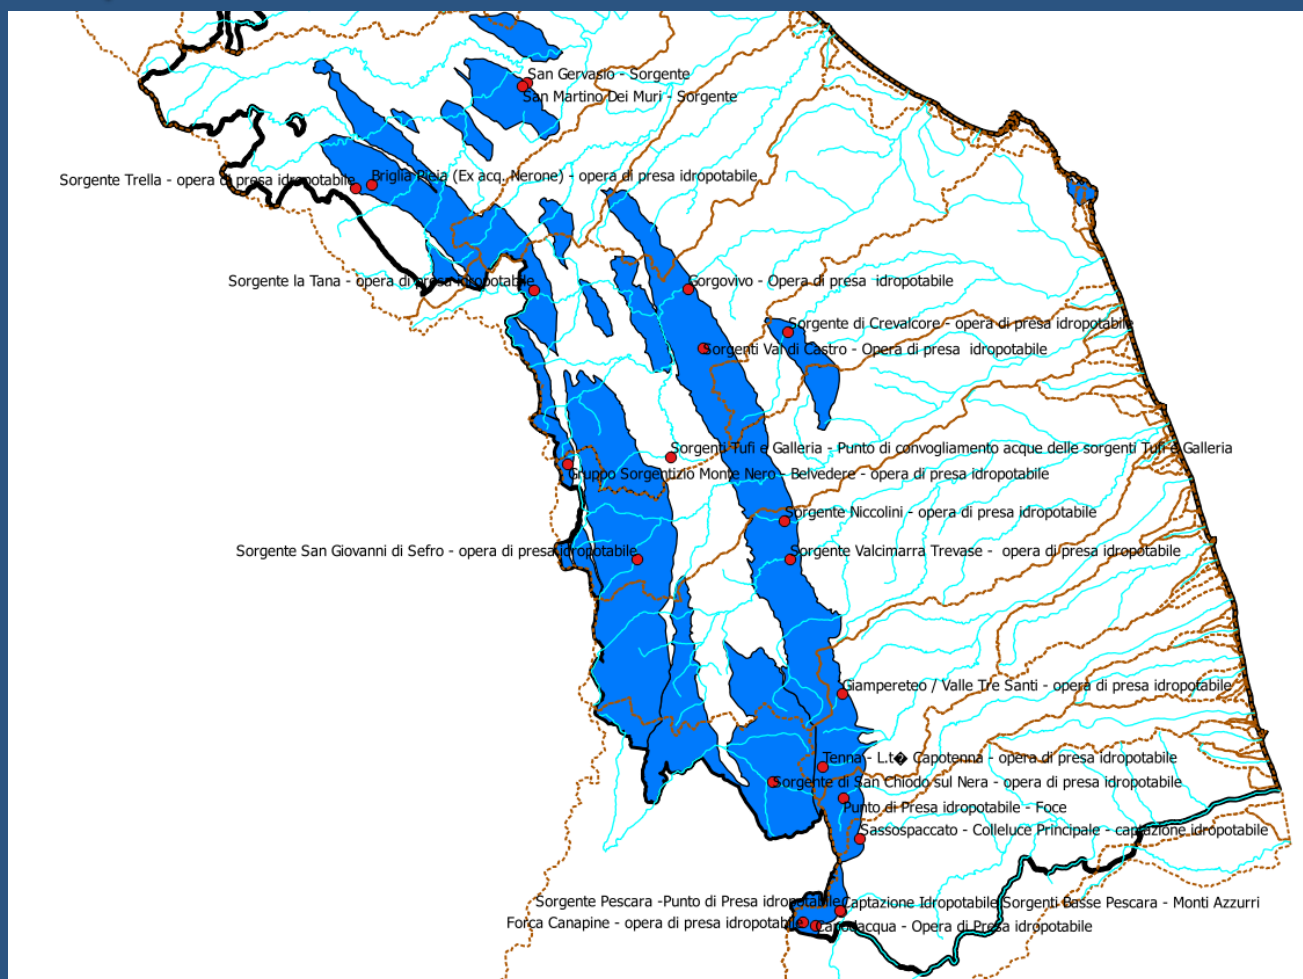 San Gervasio - Sorgente
San Martino Dei Muri - Sorgente
Sorgente Trella - opera di presa idropotabile
Briglia Pieia (Ex acq. Nerone) - opera di presa idropotabile
Sorgente la Tana - opera di presa idropotabile
Gorgovivo - Opera di presa idropotabile
Sorgente di Crevalcore - opera di presa idropotabile
Sorgenti Val di Castro - Opera di presa idropotabile
Sorgenti Tufi e Galleria - Punto di convogliamento acque delle sorgenti Tufi e Galleria
Gruppo Sorgentizio Monte Nero - Belvedere - opera di presa idropotabile
Sorgente Niccolini - opera di presa idropotabile
Sorgente San Giovanni di Sefro - opera di presa idropotabile
Sorgente Valcimarra Trevase - opera di presa idropotabile
Giampereteo / Valle Tre Santi - opera di presa idropotabile
Tenna - L.t� Capotenna - opera di presa idropotabile
Sorgente di San Chiodo sul Nera - opera di presa idropotabile
Punto di Presa idropotabile - Foce
Sassospaccato - Colleluce Principale - captazione idropotabile
Sorgente Pescara -Punto di Presa idropotabile
Captazione Idropotabile Sorgenti Basse Pescara - Monti Azzurri
Forca Canapine - opera di presa idropotabile
Capodacqua - Opera di Presa idropotabile